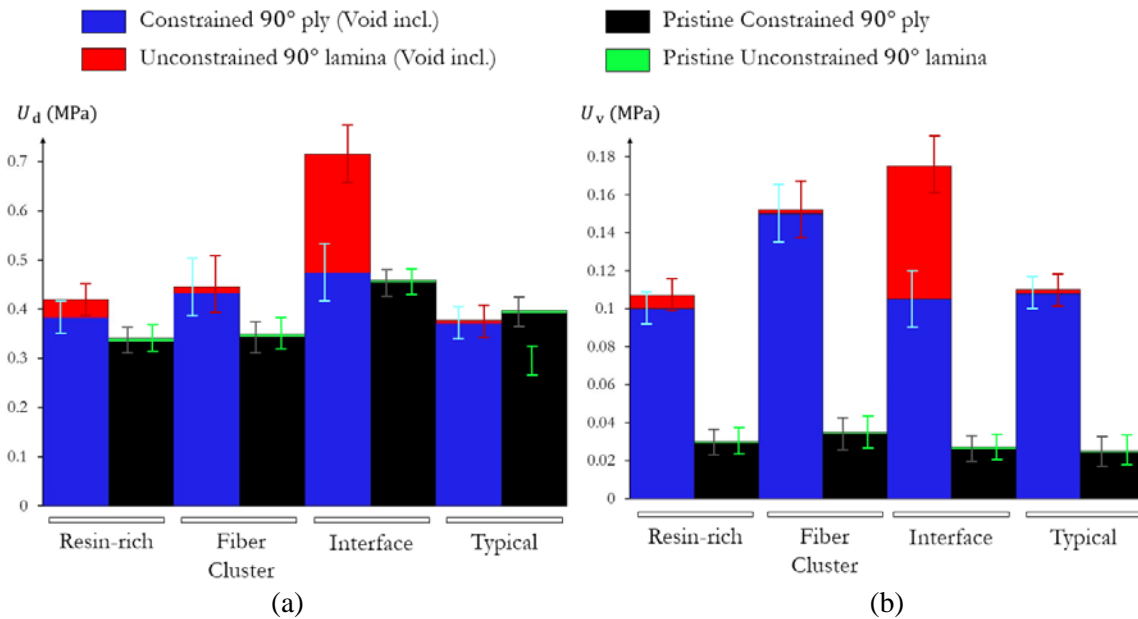 Constrained 90° ply (Void incl.)
Pristine Constrained 90° ply
Unconstrained 90° lamina (Void incl.)
Pristine Unconstrained 90° lamina
U_d (MPa)
0.7
0.6
0.5
0.4
0.3
0.2
0.1
0
Resin-rich
Fiber
Cluster
Interface
Typical
(a)
U_v (MPa)
0.18
0.16
0.14
0.12
0.1
0.08
0.06
0.04
0.02
0
Resin-rich
Fiber
Cluster
Interface
Typical
(b)